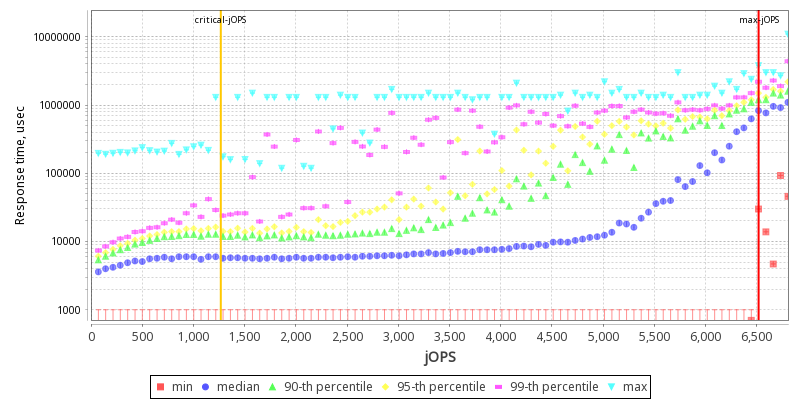 critical-jOPS max-jOPS
10000000
1000000
100000
10000
1000
Response time, usec
0 500 1,000 1,500 2,000 2,500 3,000 3,500 4,000 4,500 5,000 5,500 6,000 6,500
jOPS
min median 90-th percentile 95-th percentile 99-th percentile max